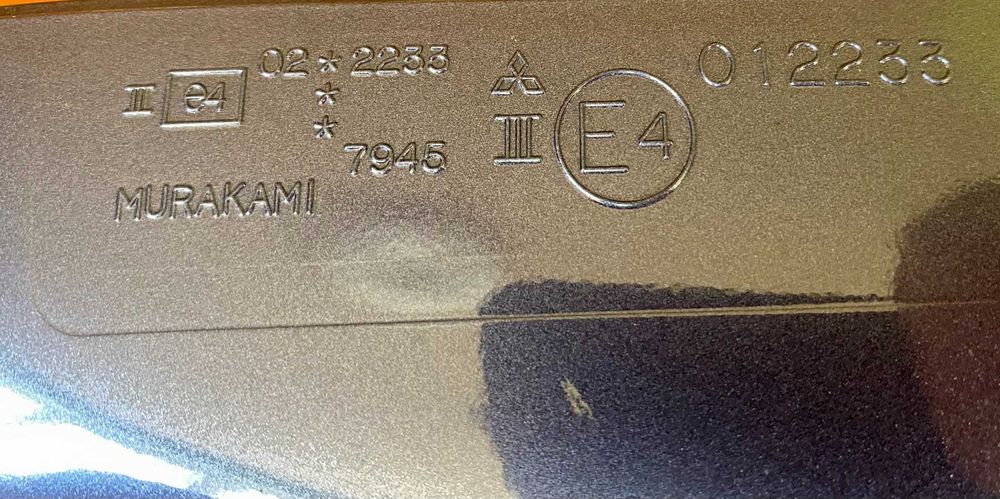 II e4 02*2233
*
* 7945
MURAKAMI
III E4 012233